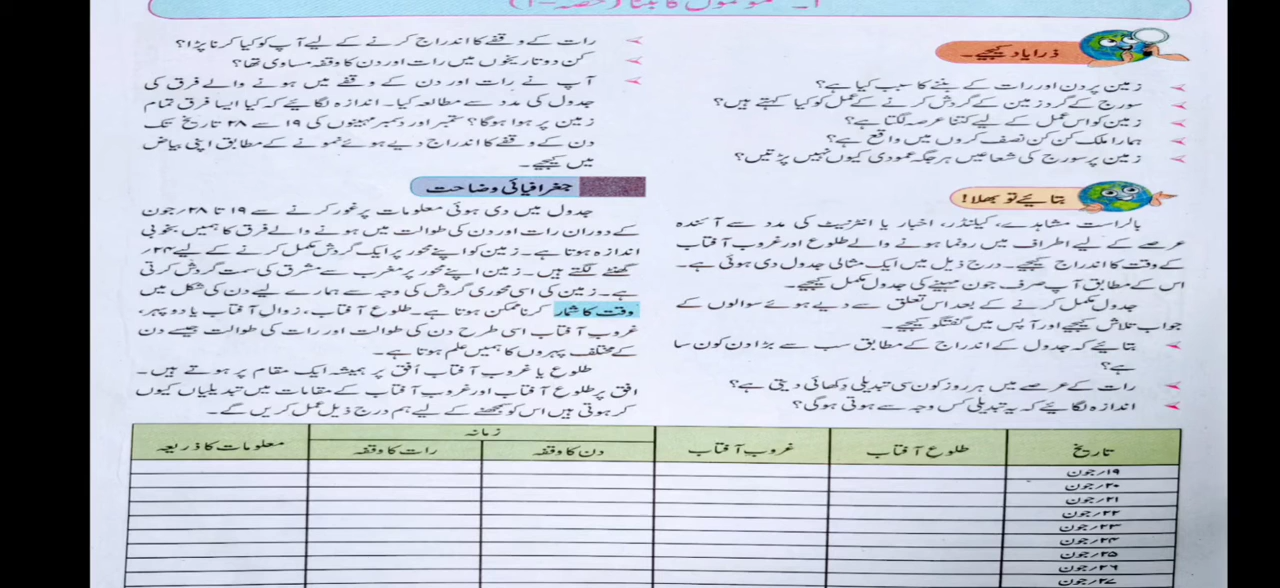 ۱۔ موسموں کا بننا (حصہ-۱)
ذرا یاد کیجیے۔
زمین پر دن اور رات کے بننے کا سبب کیا ہے؟
سورج کے گرد زمین کے گردش کرنے کے عمل کو کیا کہتے ہیں؟
زمین کو اس عمل کے لیے کتنا عرصہ لگتا ہے؟
ہمارا ملک کن کن نصف کروں میں واقع ہے؟
زمین پر سورج کی شعاعیں ہر جگہ عمودی کیوں نہیں پڑتیں؟
بتائیے تو بھلا!
براہِ راست مشاہدے، کیلنڈر، اخبار یا انٹرنیٹ کی مدد سے آئندہ
عرصے کے لیے اطراف میں رونما ہونے والے طلوع اور غروب آفتاب
کے وقت کا اندراج کیجیے۔ درج ذیل میں ایک مثالی جدول دی ہوئی ہے۔
اس کے مطابق آپ صرف جون مہینے کی جدول مکمل کیجیے۔
جدول مکمل کرنے کے بعد اس تعلق سے دیے ہوئے سوالوں کے
جواب تلاش کیجیے اور آپس میں گفتگو کیجیے۔
بتائیے کہ جدول کے اندراج کے مطابق سب سے بڑا دن کون سا
ہے؟
رات کے عرصے میں ہر روز کون سی تبدیلی دکھائی دیتی ہے؟
اندازہ لگائیے کہ یہ تبدیلی کس وجہ سے ہوتی ہوگی؟
رات کے وقفے کا اندراج کرنے کے لیے آپ کو کیا کرنا پڑا؟
کن دو تاریخوں میں رات اور دن کا وقفہ مساوی تھا؟
آپ نے رات اور دن کے وقفے میں ہونے والے فرق کی
جدول کی مدد سے مطالعہ کیا۔ اندازہ لگائیے کہ کیا ایسا فرق تمام
زمین پر ہوا ہوگا؟ ستمبر اور دسمبر مہینوں کی ۱۹ سے ۲۸ تاریخ تک
دن کے وقفے کا اندراج دیے ہوئے نمونے کے مطابق اپنی بیاض
میں کیجیے۔
جغرافیائی وضاحت
جدول میں دی ہوئی معلومات پر غور کرنے سے ۱۹ تا ۲۸ جون
کے دوران رات اور دن کی طوالت میں ہونے والے فرق کا ہمیں بخوبی
اندازہ ہوتا ہے۔ زمین کو اپنے محور پر ایک گردش مکمل کرنے کے لیے ۲۴
گھنٹے لگتے ہیں۔ زمین اپنے محور پر مغرب سے مشرق کی سمت گردش کرتی
ہے۔ زمین کی اسی محوری گردش کی وجہ سے ہمارے لیے دن کی شکل میں
وقت کا شمار کرنا ممکن ہوتا ہے۔ طلوع آفتاب، زوال آفتاب یا دوپہر،
غروب آفتاب اسی طرح دن کی طوالت اور رات کی طوالت جیسے دن
کے مختلف پہروں کا ہمیں علم ہوتا ہے۔
طلوع یا غروب آفتاب اُفق پر ہمیشہ ایک مقام پر ہوتے ہیں۔
افق پر طلوع آفتاب اور غروب آفتاب کے مقامات میں تبدیلیاں کیوں
کر ہوتی ہیں اس کو سمجھنے کے لیے ہم درج ذیل عمل کریں گے۔
تاریخ طلوع آفتاب غروب آفتاب زمانہ معلومات کا ذریعہ
دن کا وقفہ رات کا وقفہ
۱۹؍جون
۲۰؍جون
۲۱؍جون
۲۲؍جون
۲۳؍جون
۲۴؍جون
۲۵؍جون
۲۶؍جون
۲۷؍جون